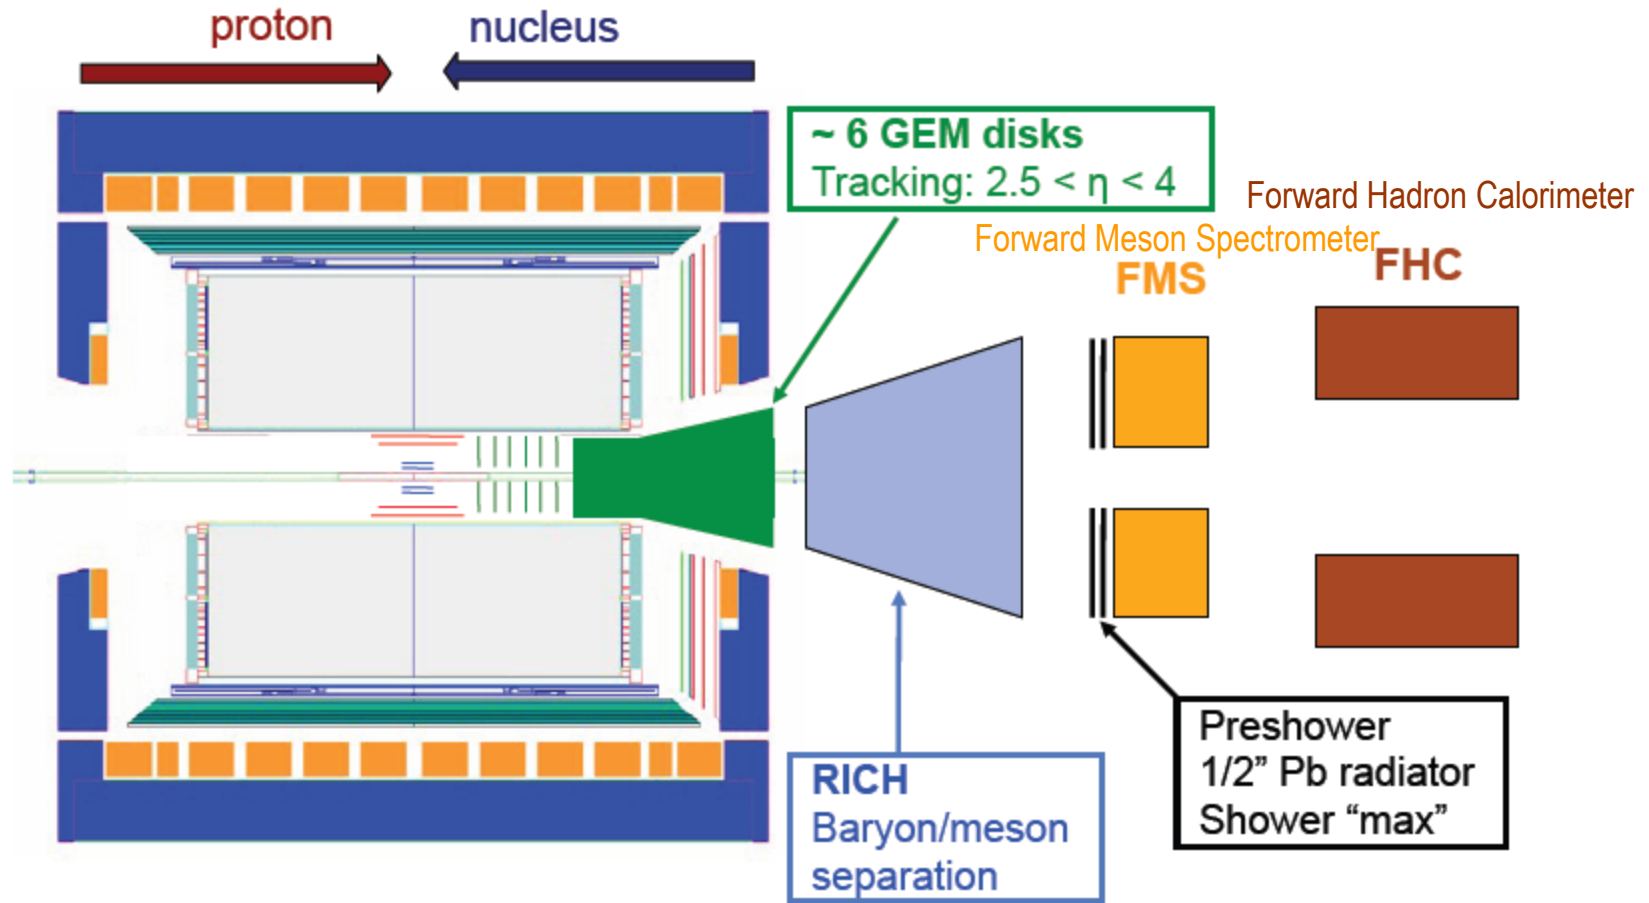 proton
nucleus
~ 6 GEM disks
Tracking: 2.5 < η < 4
Forward Hadron Calorimeter
Forward Meson Spectrometer
FHC
FMS
RICH
Baryon/meson
separation
Preshower
1/2” Pb radiator
Shower “max”